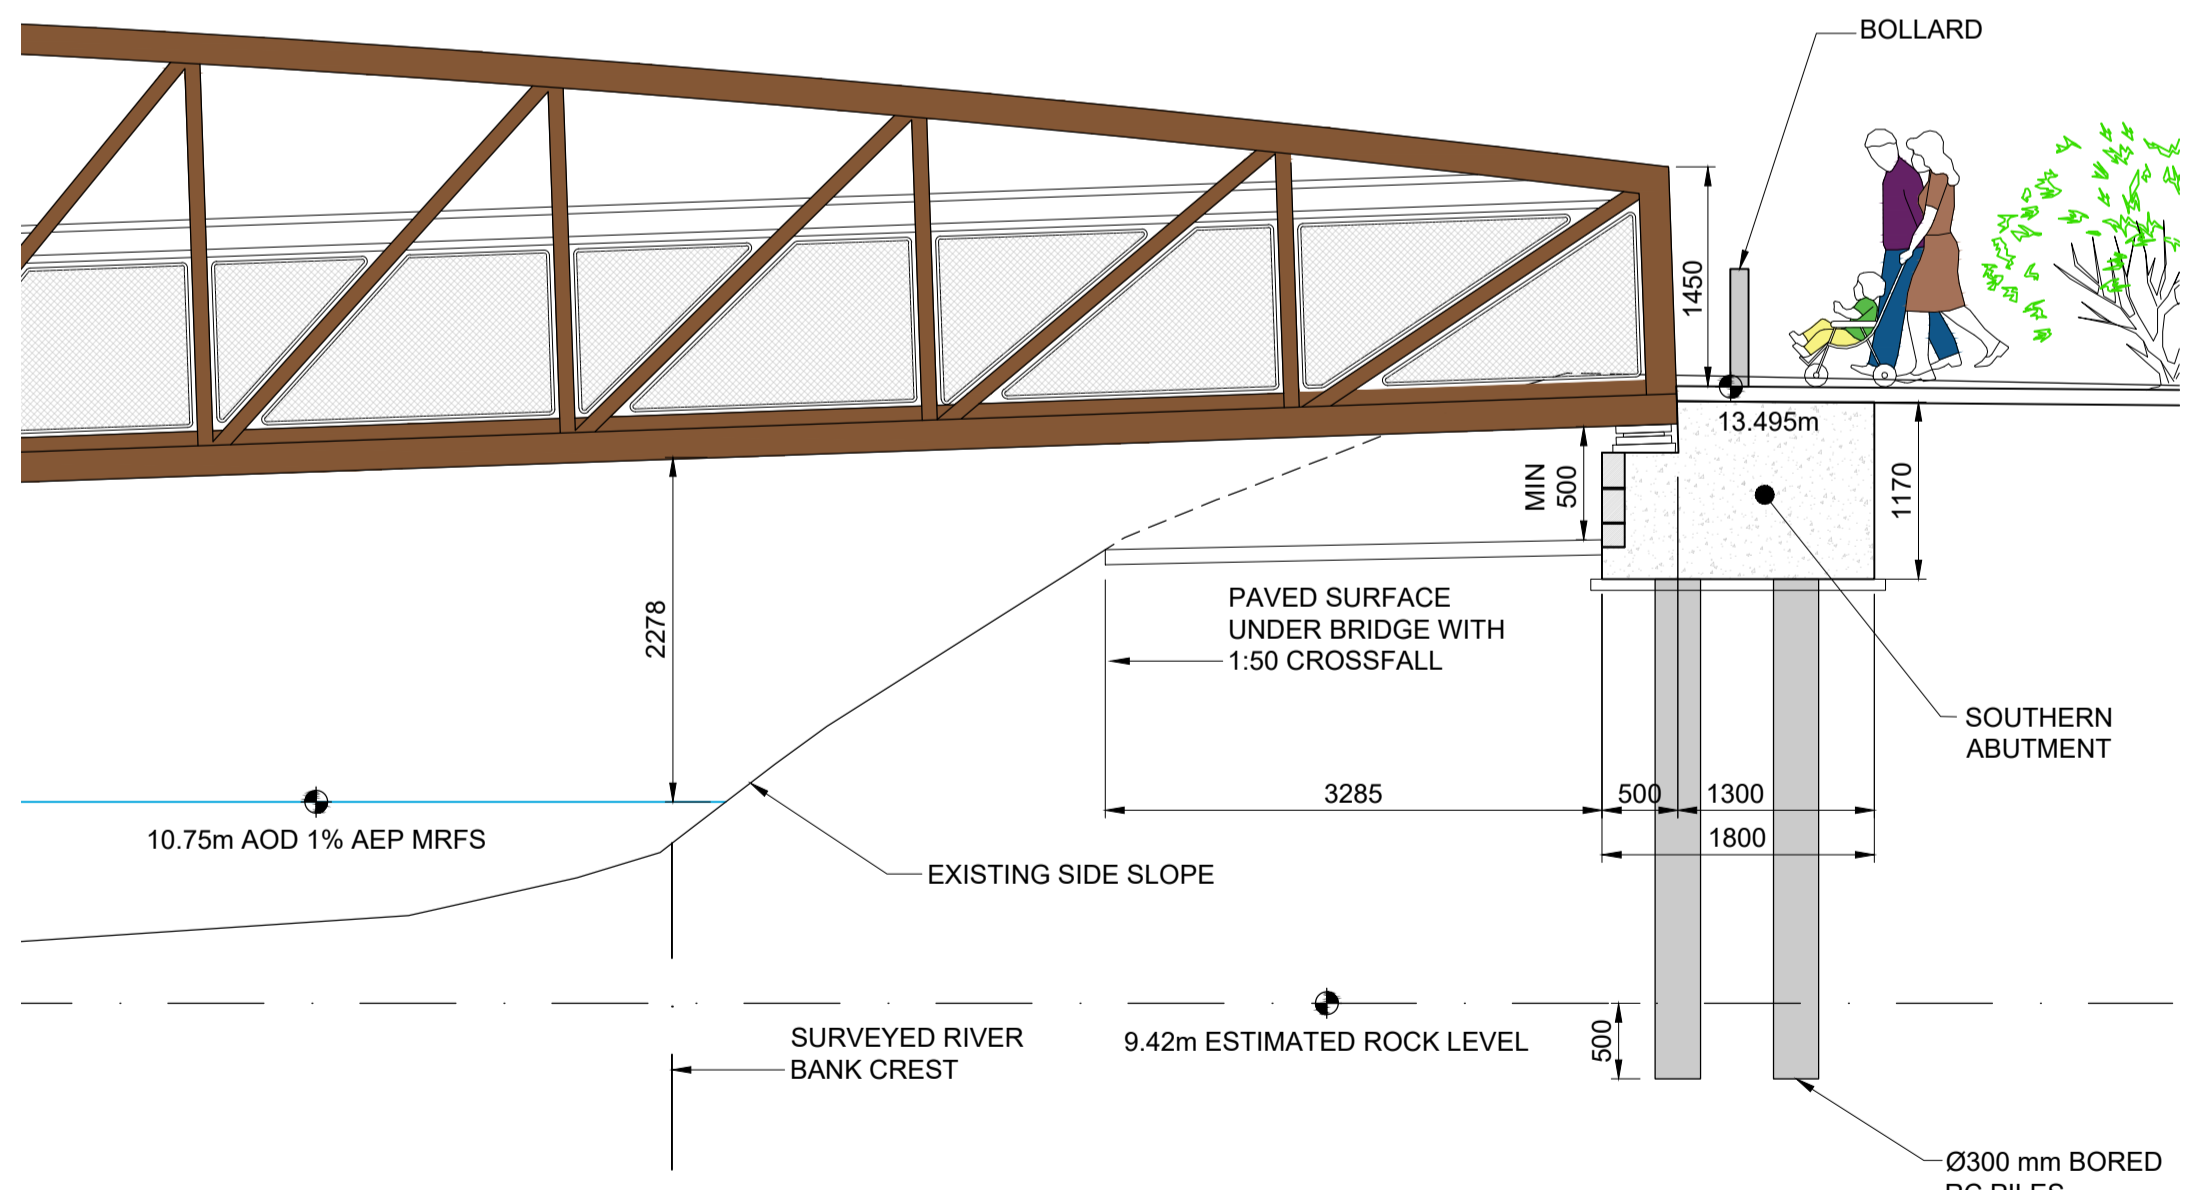 BOLLARD
1450
13.495m
MIN
500
1170
2278
PAVED SURFACE
UNDER BRIDGE WITH
1:50 CROSSFALL
SOUTHERN
ABUTMENT
3285
500
1300
1800
10.75m AOD 1% AEP MRFS
EXISTING SIDE SLOPE
SURVEYED RIVER
BANK CREST
9.42m ESTIMATED ROCK LEVEL
500
Ø300 mm BORED
RC PILES